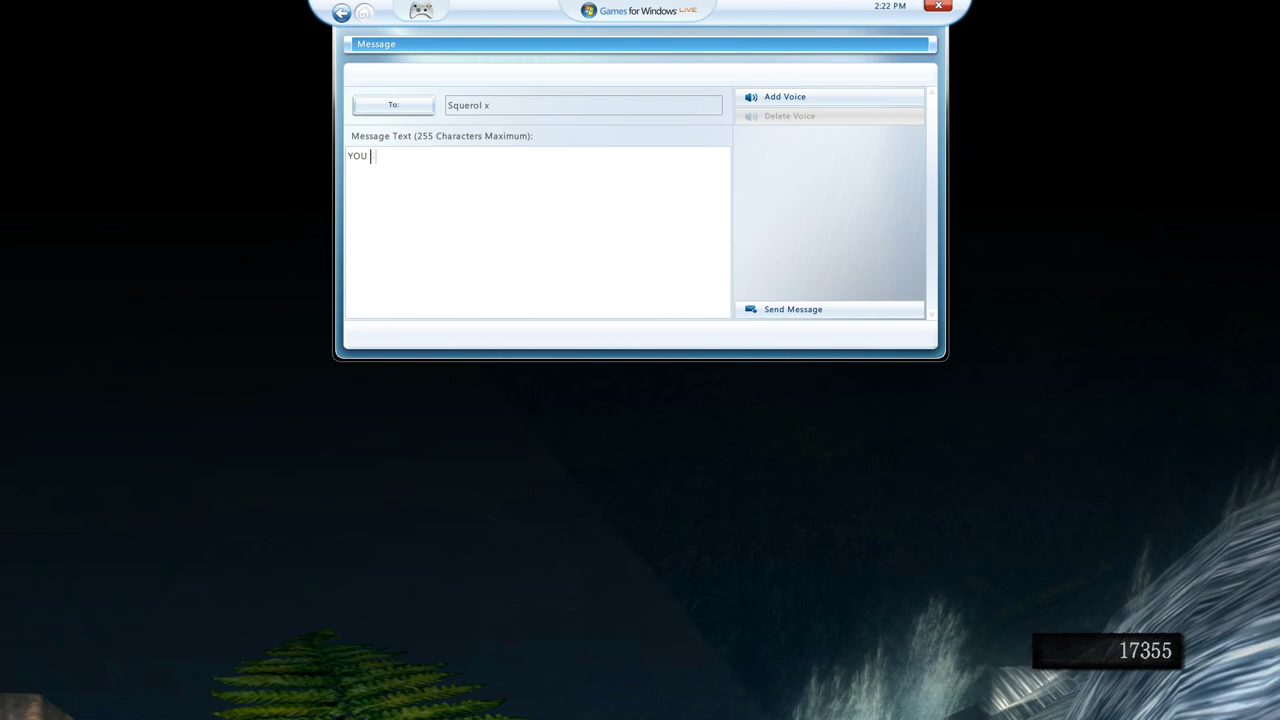 Games for Windows LIVE
2:22 PM
Message
To:
Squerol x
Add Voice
Delete Voice
Message Text (255 Characters Maximum):
YOU
Send Message
17355